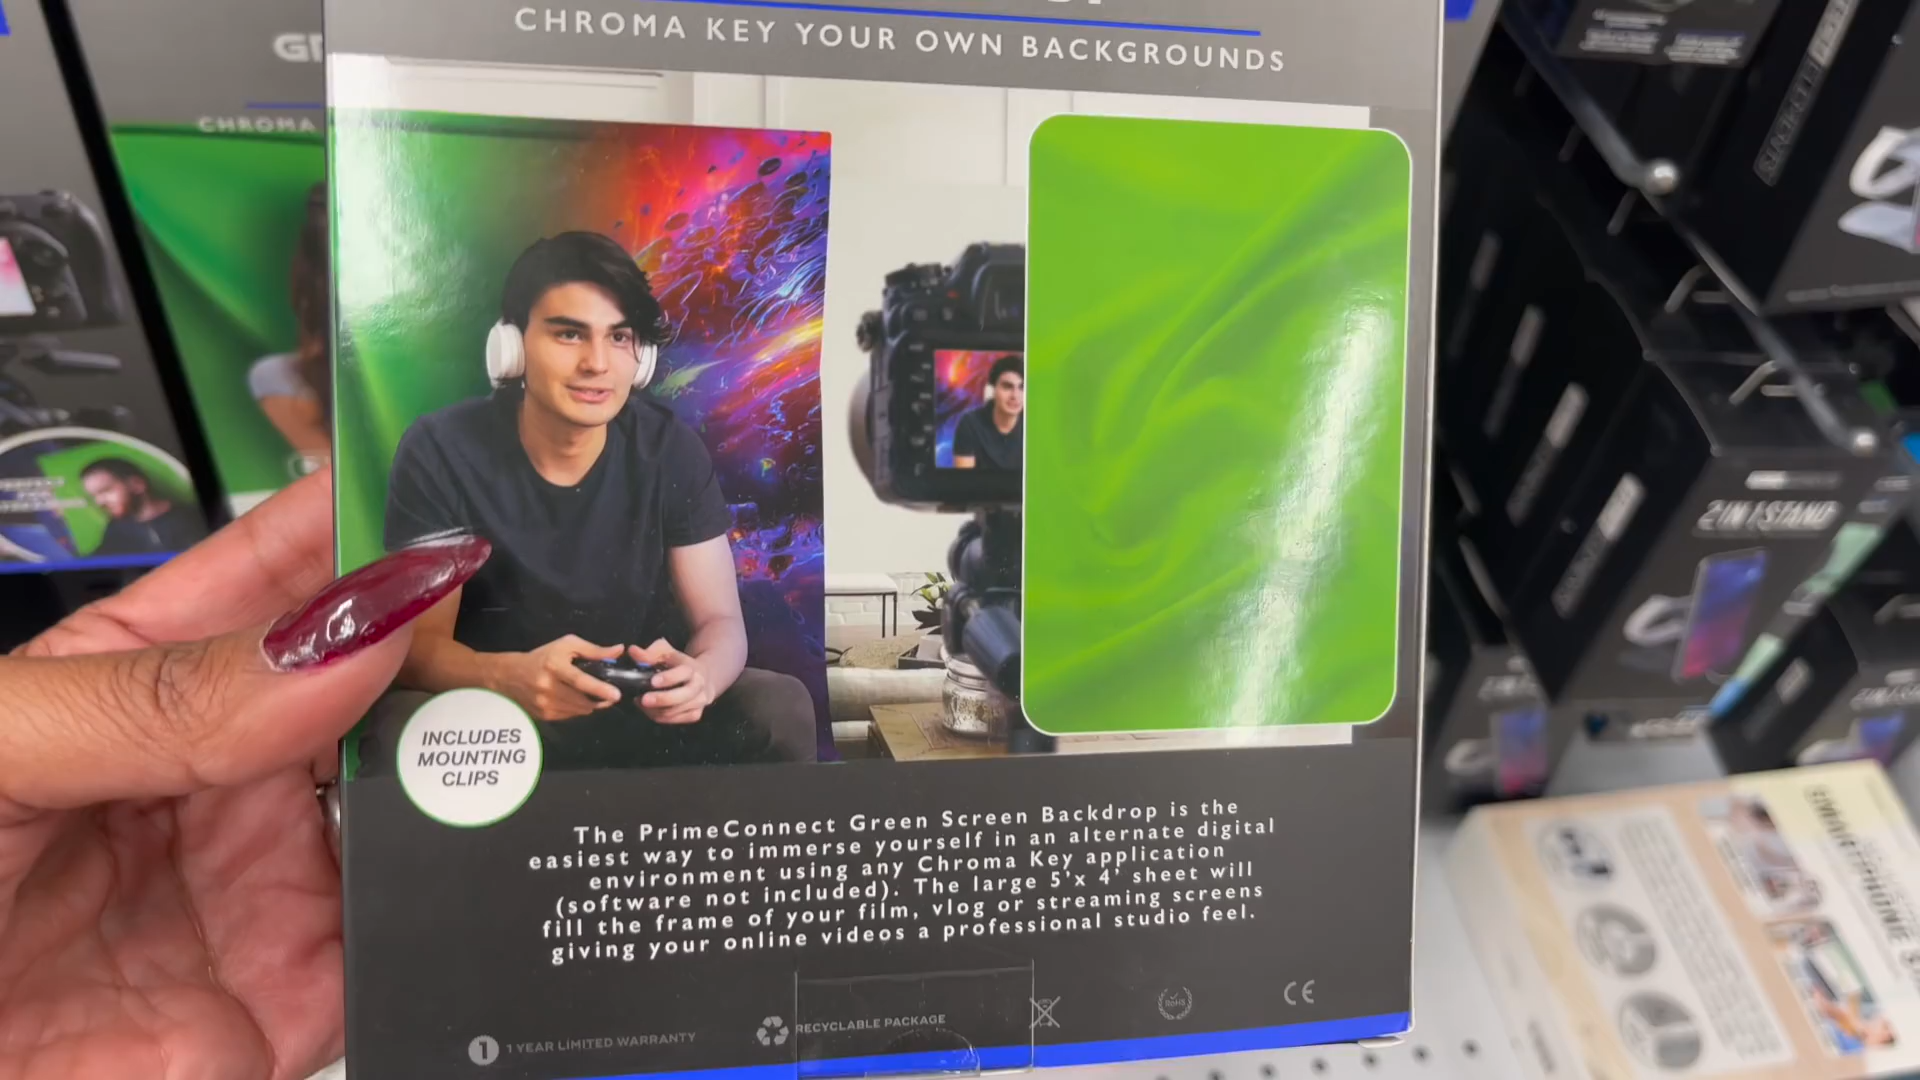 CHROMA KEY YOUR OWN BACKGROUNDS
CHROMA
INCLUDES
MOUNTING
CLIPS
The PrimeConnect Green Screen Backdrop is the
easiest way to immerse yourself in an alternate digital
environment using any Chroma Key application
(software not included). The large 5'x 4' sheet will
fill the frame of your film, vlog or streaming screens
giving your online videos a professional studio feel.
1 1 YEAR LIMITED WARRANTY
RECYCLABLE PACKAGE
RoHS
CE
2 IN 1 STAND